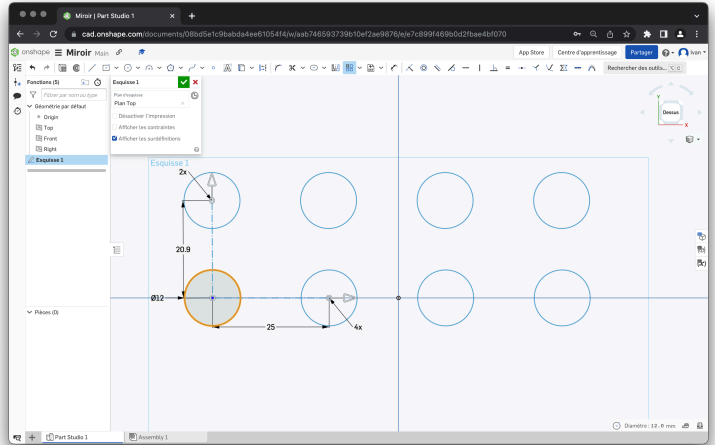 Miroir | Part Studio 1
cad.onshape.com/documents/08bd5e1c9babda4ee61054f4/w/aab746593739b10ef2ae9876/e/e7c899f469b0d2fbae4bf070
onshape Miroir Main
App Store Centre d'apprentissage Partager Ivan
Rechercher des outils... ⌥ C
Fonctions (5)
Filtrer par nom ou type
Géométrie par défaut
Origin
Top
Front
Right
Esquisse 1
Pièces (0)
Esquisse 1
Plan d'esquisse
Plan Top
Désactiver l'impression
Afficher les contraintes
Afficher les surdéfinitions
Esquisse 1
2x
20.9
Ø12
25
4x
Y
Dessus
X
Diamètre: 12.0 mm
Part Studio 1
Assembly 1